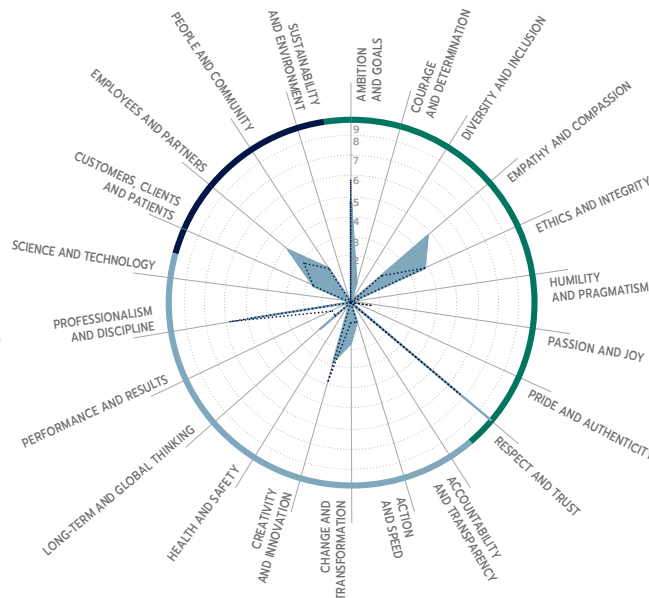 AMBITION
AND GOALS
COURAGE
AND DETERMINATION
DIVERSITY AND INCLUSION
EMPATHY AND COMPASSION
ETHICS AND INTEGRITY
HUMILITY
AND PRAGMATISM
PASSION AND JOY
PRIDE AND AUTHENTICITY
RESPECT AND TRUST
ACCOUNTABILITY
AND TRANSPARENCY
ACTION
AND SPEED
CHANGE AND
TRANSFORMATION
CREATIVITY
AND INNOVATION
HEALTH AND SAFETY
LONG-TERM AND GLOBAL THINKING
PERFORMANCE AND RESULTS
PROFESSIONALISM
AND DISCIPLINE
SCIENCE AND TECHNOLOGY
CUSTOMERS, CLIENTS
AND PATIENTS
EMPLOYEES AND PARTNERS
PEOPLE AND COMMUNITY
SUSTAINABILITY
AND ENVIRONMENT
9
8
7
6
5
4
3
2